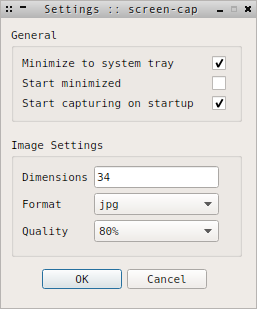 Settings :: screen-cap
General
Minimize to system tray
Start minimized
Start capturing on startup
Image Settings
Dimensions 34
Format jpg
Quality 80%
OK Cancel